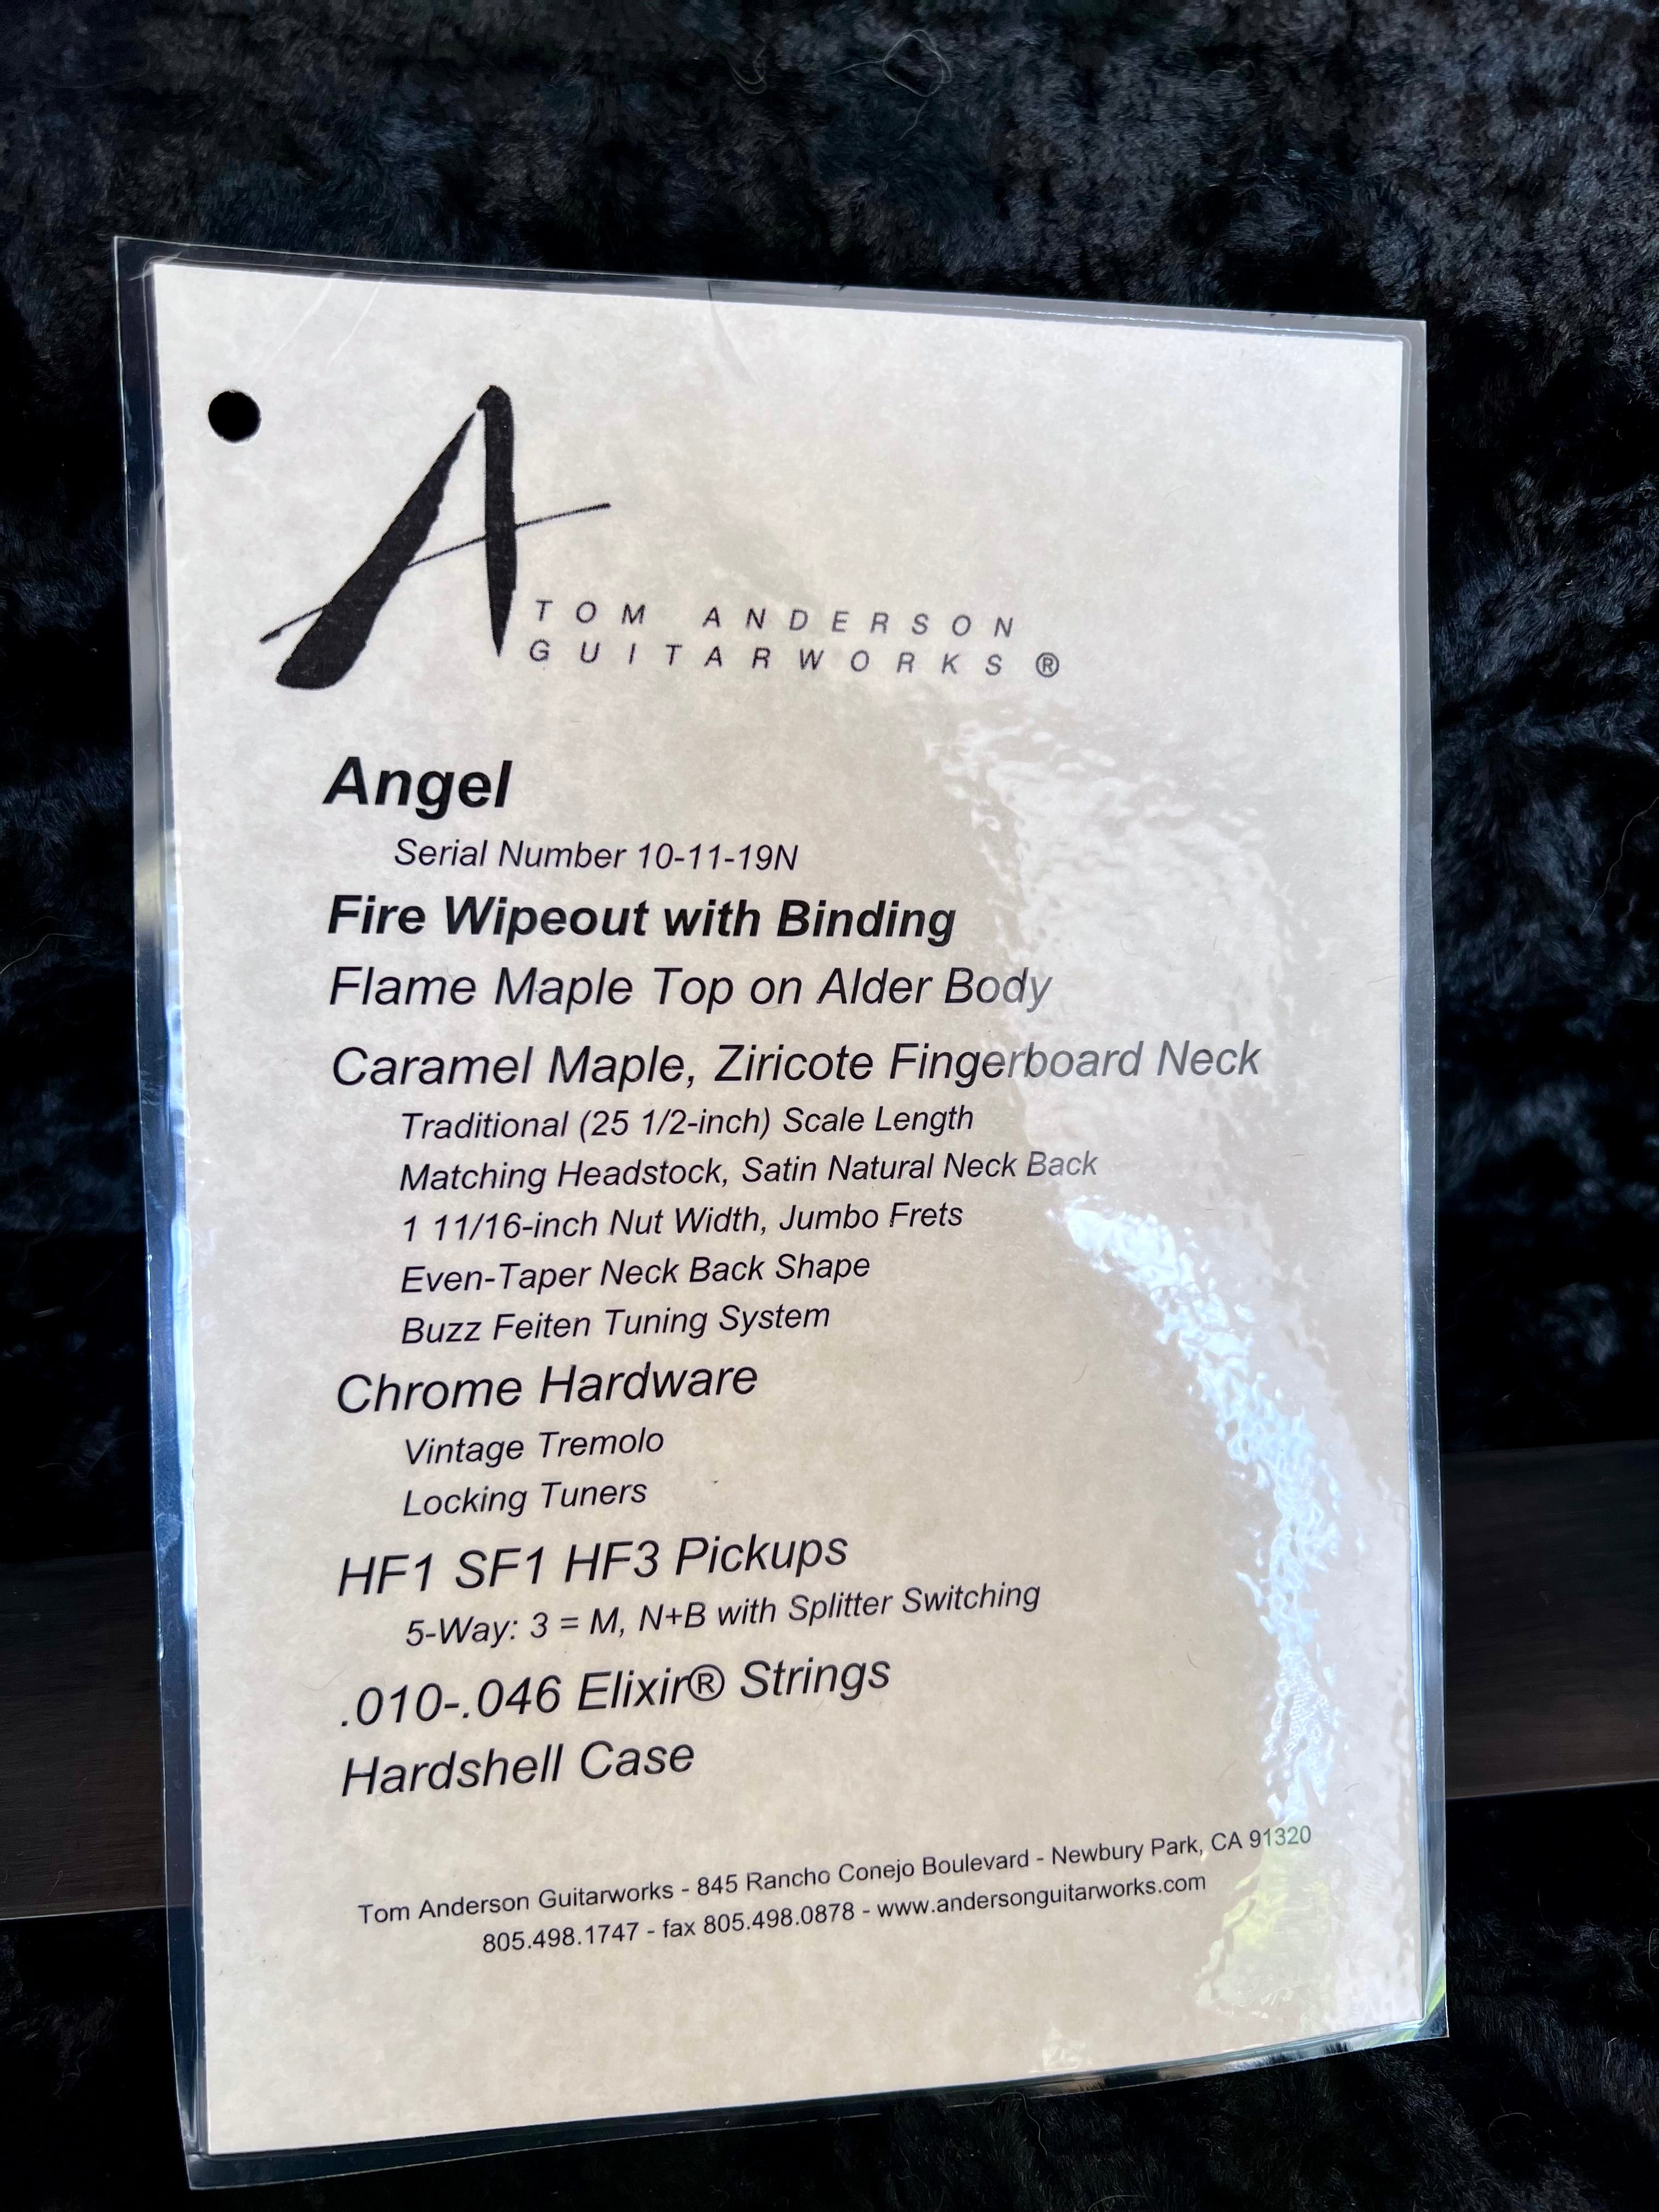 A
TOM ANDERSON
GUITARWORKS ®
Angel
Serial Number 10-11-19N
Fire Wipeout with Binding
Flame Maple Top on Alder Body
Caramel Maple, Ziricote Fingerboard Neck
Traditional (25 1/2-inch) Scale Length
Matching Headstock, Satin Natural Neck Back
1 11/16-inch Nut Width, Jumbo Frets
Even-Taper Neck Back Shape
Buzz Feiten Tuning System
Chrome Hardware
Vintage Tremolo
Locking Tuners
HF1 SF1 HF3 Pickups
5-Way: 3 = M, N+B with Splitter Switching
.010-.046 Elixir® Strings
Hardshell Case
Tom Anderson Guitarworks - 845 Rancho Conejo Boulevard - Newbury Park, CA 91320
805.498.1747 - fax 805.498.0878 - www.andersonguitarworks.com